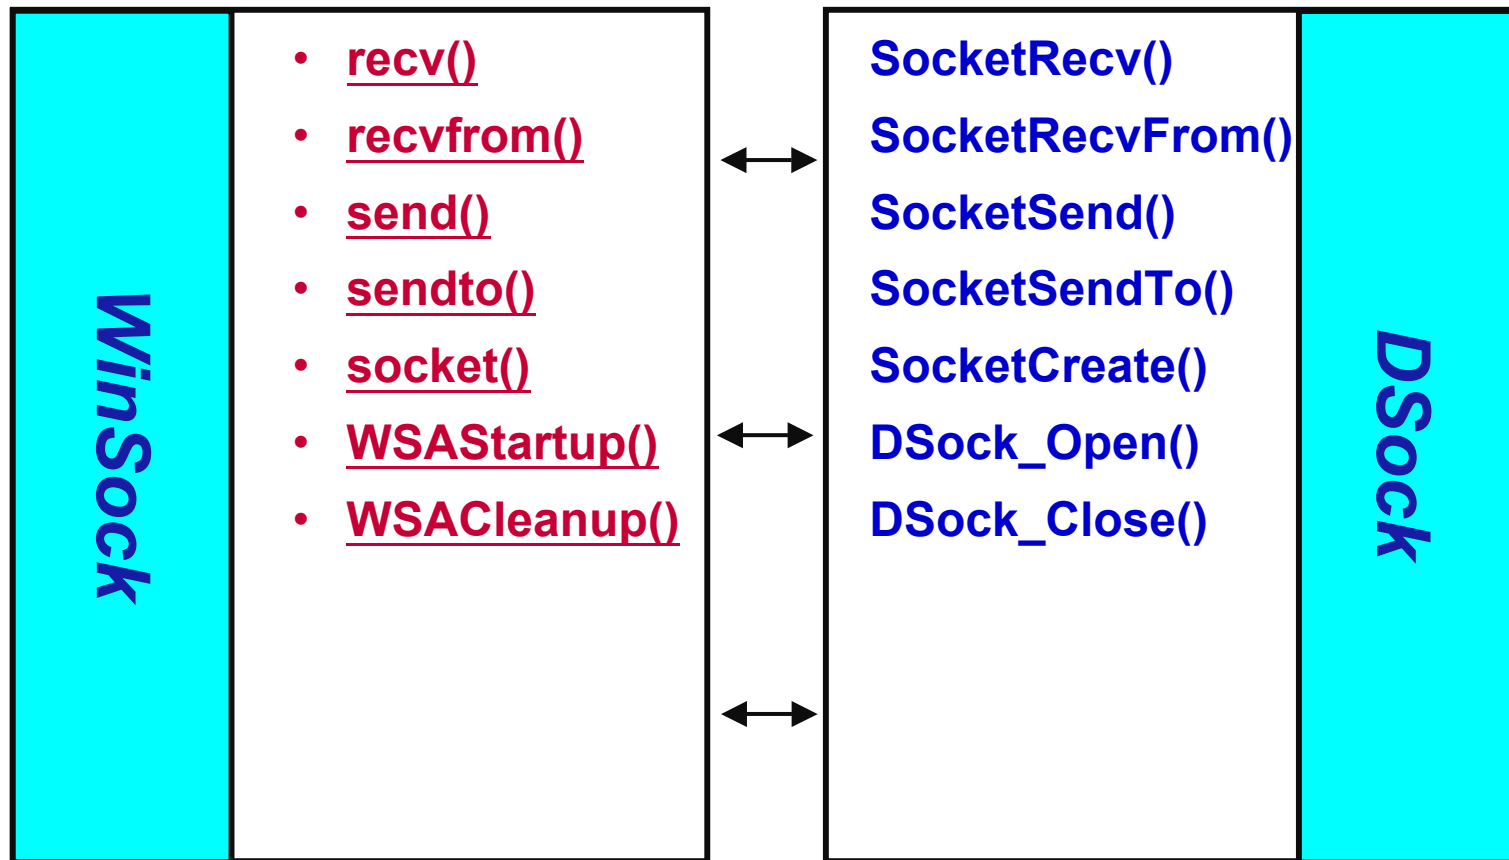 WinSock
• recv()
• recvfrom()
• send()
• sendto()
• socket()
• WSAStartup()
• WSACleanup()
SocketRecv()
SocketRecvFrom()
SocketSend()
SocketSendTo()
SocketCreate()
DSock_Open()
DSock_Close()
DSock